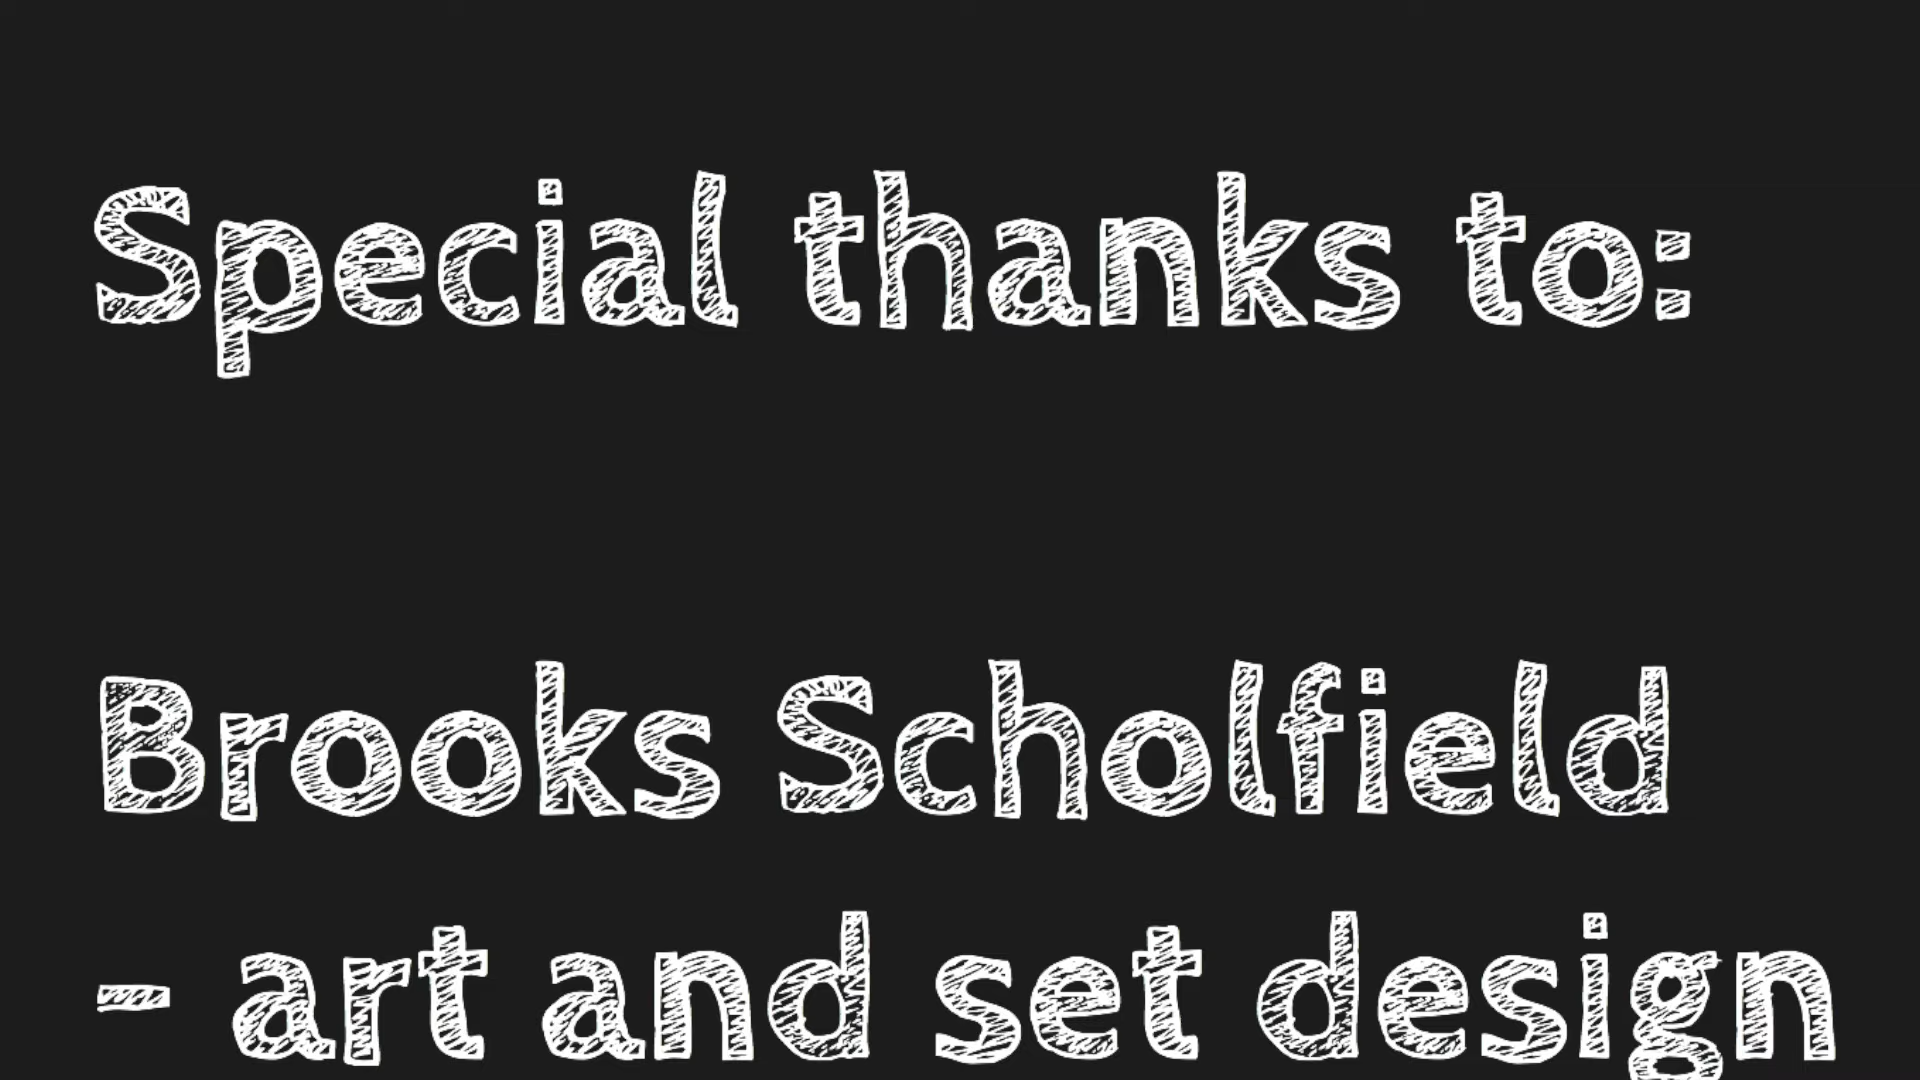 Special thanks to:
Brooks Scholfield
- art and set design